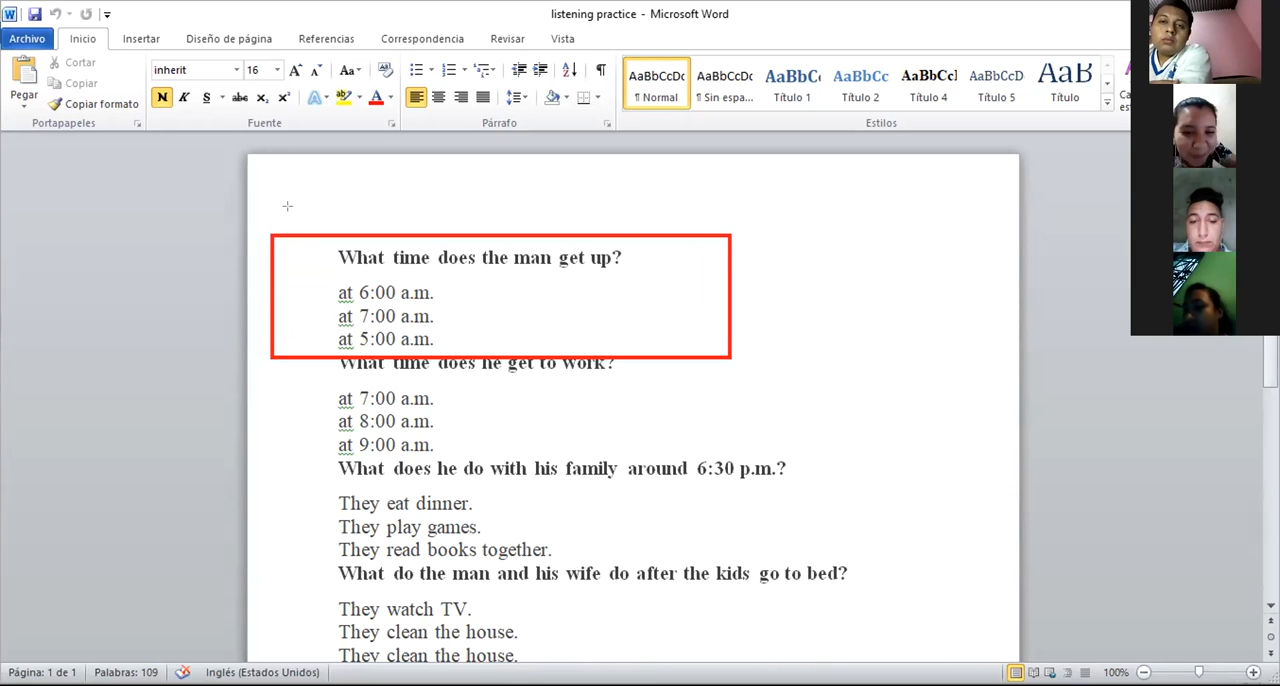 listening practice - Microsoft Word
Archivo Inicio Insertar Diseño de página Referencias Correspondencia Revisar Vista
Pegar
Cortar
Copiar
Copiar formato
Portapapeles
inherit 16
Fuente
Párrafo
AaBbCcDc AaBbCcDc AaBbC AaBbCc AaBbCcI AaBbCcD AaB
¶ Normal ¶ Sin espa... Título 1 Título 2 Título 4 Título 5 Título
Estilos
What time does the man get up?
at 6:00 a.m.
at 7:00 a.m.
at 5:00 a.m.
What time does he get to work?
at 7:00 a.m.
at 8:00 a.m.
at 9:00 a.m.
What does he do with his family around 6:30 p.m.?
They eat dinner.
They play games.
They read books together.
What do the man and his wife do after the kids go to bed?
They watch TV.
They clean the house.
They clean the house.
Página: 1 de 1 Palabras: 109 Inglés (Estados Unidos) 100%